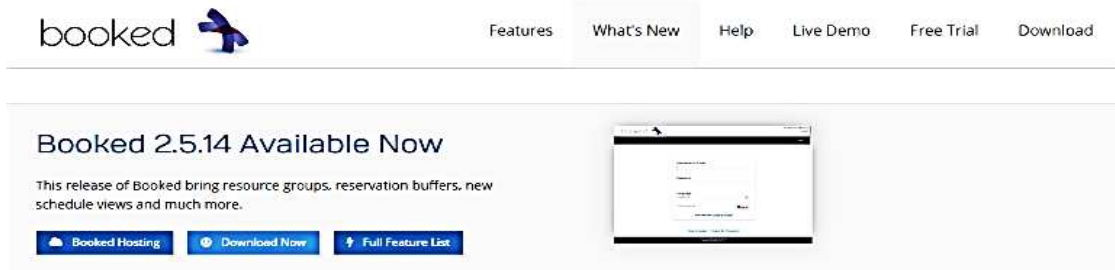 booked
Features What's New Help Live Demo Free Trial Download
Booked 2.5.14 Available Now
This release of Booked bring resource groups, reservation buffers, new
schedule views and much more.
Booked Hosting Download Now Full Feature List